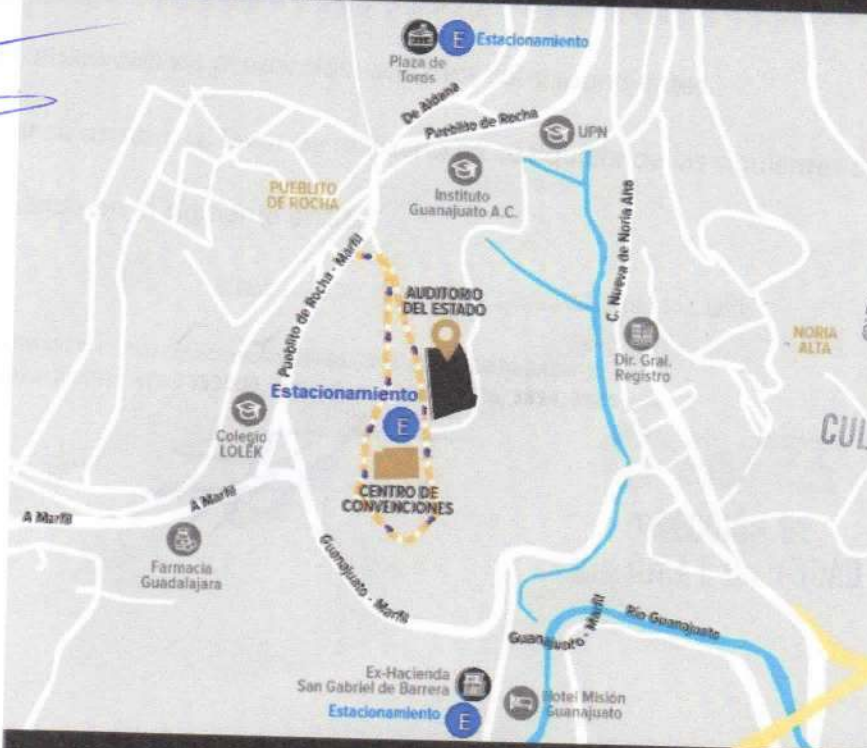 E Estacionamiento
Plaza de
Toros
De Aldana
Pueblito de Rocha
UPN
PUEBLITO
DE ROCHA
Instituto
Guanajuato A.C.
C. Nueva de Noria Alta
Pueblito de Rocha - Marfil
AUDITORIO
DEL ESTADO
NORIA
ALTA
Dir. Gral.
Registro
Estacionamiento
E
Colegio
LOLEK
CUL
CENTRO DE
CONVENCIONES
A Marfil
A Marfil
Farmacia
Guadalajara
Guanajuato - Marfil
Guanajuato - Marfil
Río Guanajuato
Ex-Hacienda
San Gabriel de Barrera
Hotel Misión
Guanajuato
Estacionamiento E